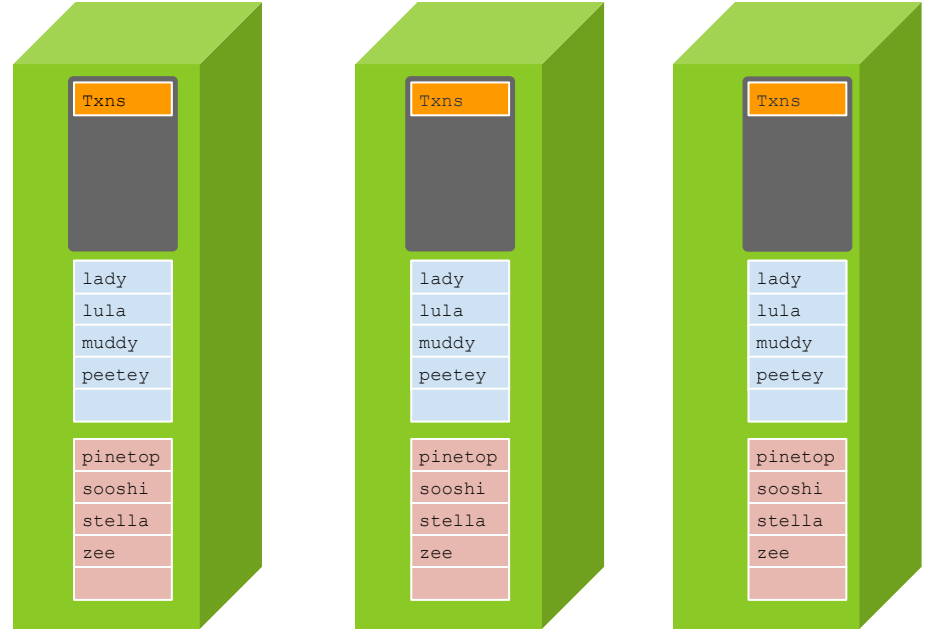 Txns
lady
lula
muddy
peetey
pinetop
sooshi
stella
zee
Txns
lady
lula
muddy
peetey
pinetop
sooshi
stella
zee
Txns
lady
lula
muddy
peetey
pinetop
sooshi
stella
zee